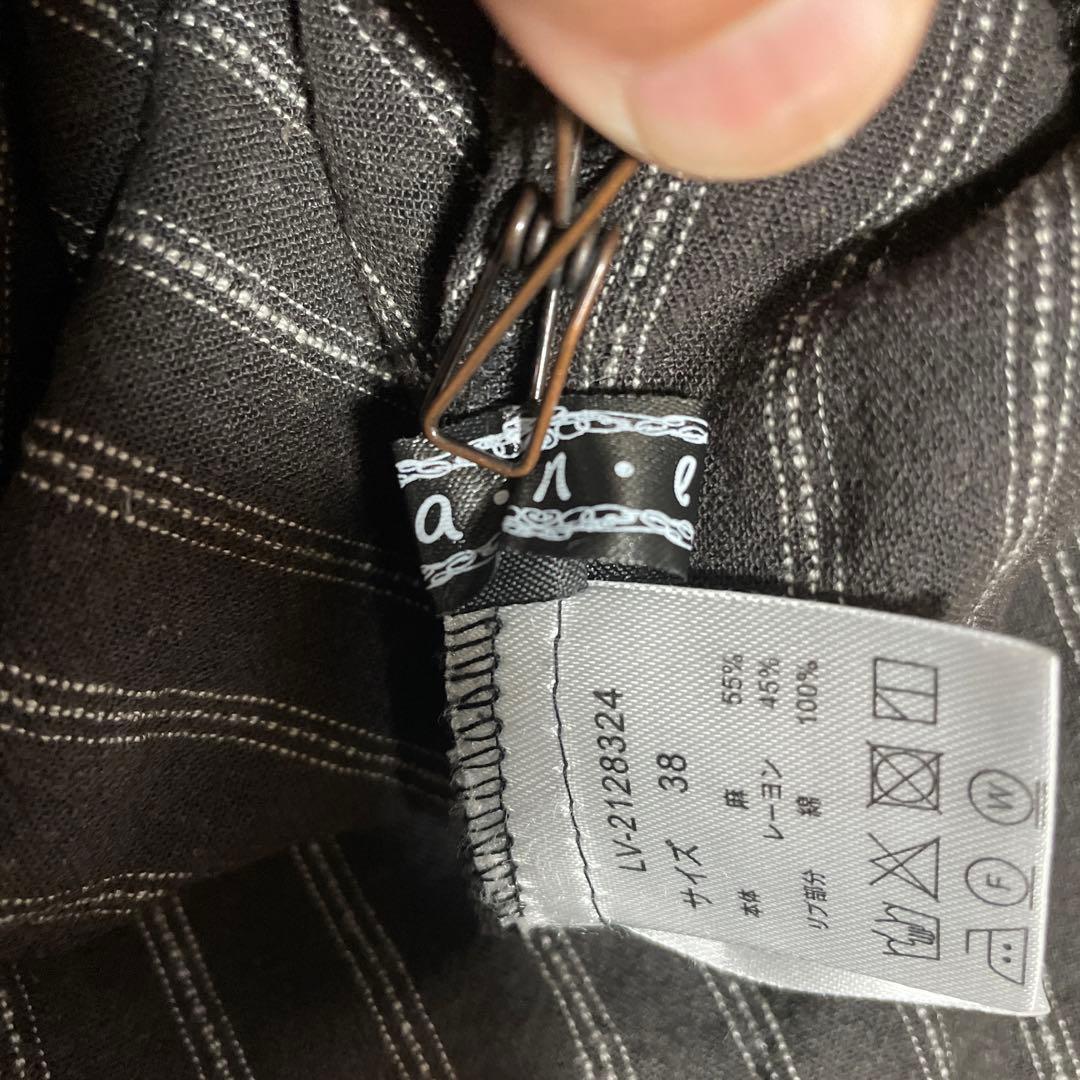 a・n・e
LV-2128324
サイズ 38
本体 麻 55%
レーヨン 45%
リブ部分 綿 100%
F W